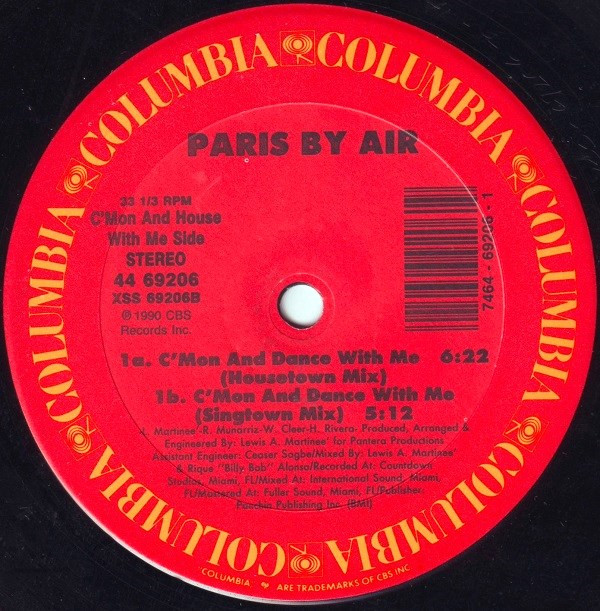 COLUMBIA COLUMBIA COLUMBIA COLUMBIA COLUMBIA COLUMBIA COLUMBIA
PARIS BY AIR
33 1/3 RPM
C'Mon And House
With Me Side
STEREO
44 69206
XSS 69206B
℗ 1990 CBS
Records Inc.
7464 - 69206 - 1
1a. C'Mon And Dance With Me 6:22
(Housetown Mix)
1b. C'Mon And Dance With Me
(Singtown Mix) 5:12
Martinee'-R. Munarriz-W. Cleer-H. Rivera- Produced, Arranged &
Engineered By: Lewis A. Martinee' for Pantera Productions
Assistant Engineer: Ceaser Sogbe/Mixed By: Lewis A. Martinee'
& Rique "Billy Bob" Alonso/Recorded At: Countdown
Studios, Miami, FL/Mixed At: International Sound, Miami,
FL/Mastered At: Fuller Sound, Miami, FL/Publisher:
Publishing Inc. (BMI)
"COLUMBIA" ARE TRADEMARKS OF CBS INC.